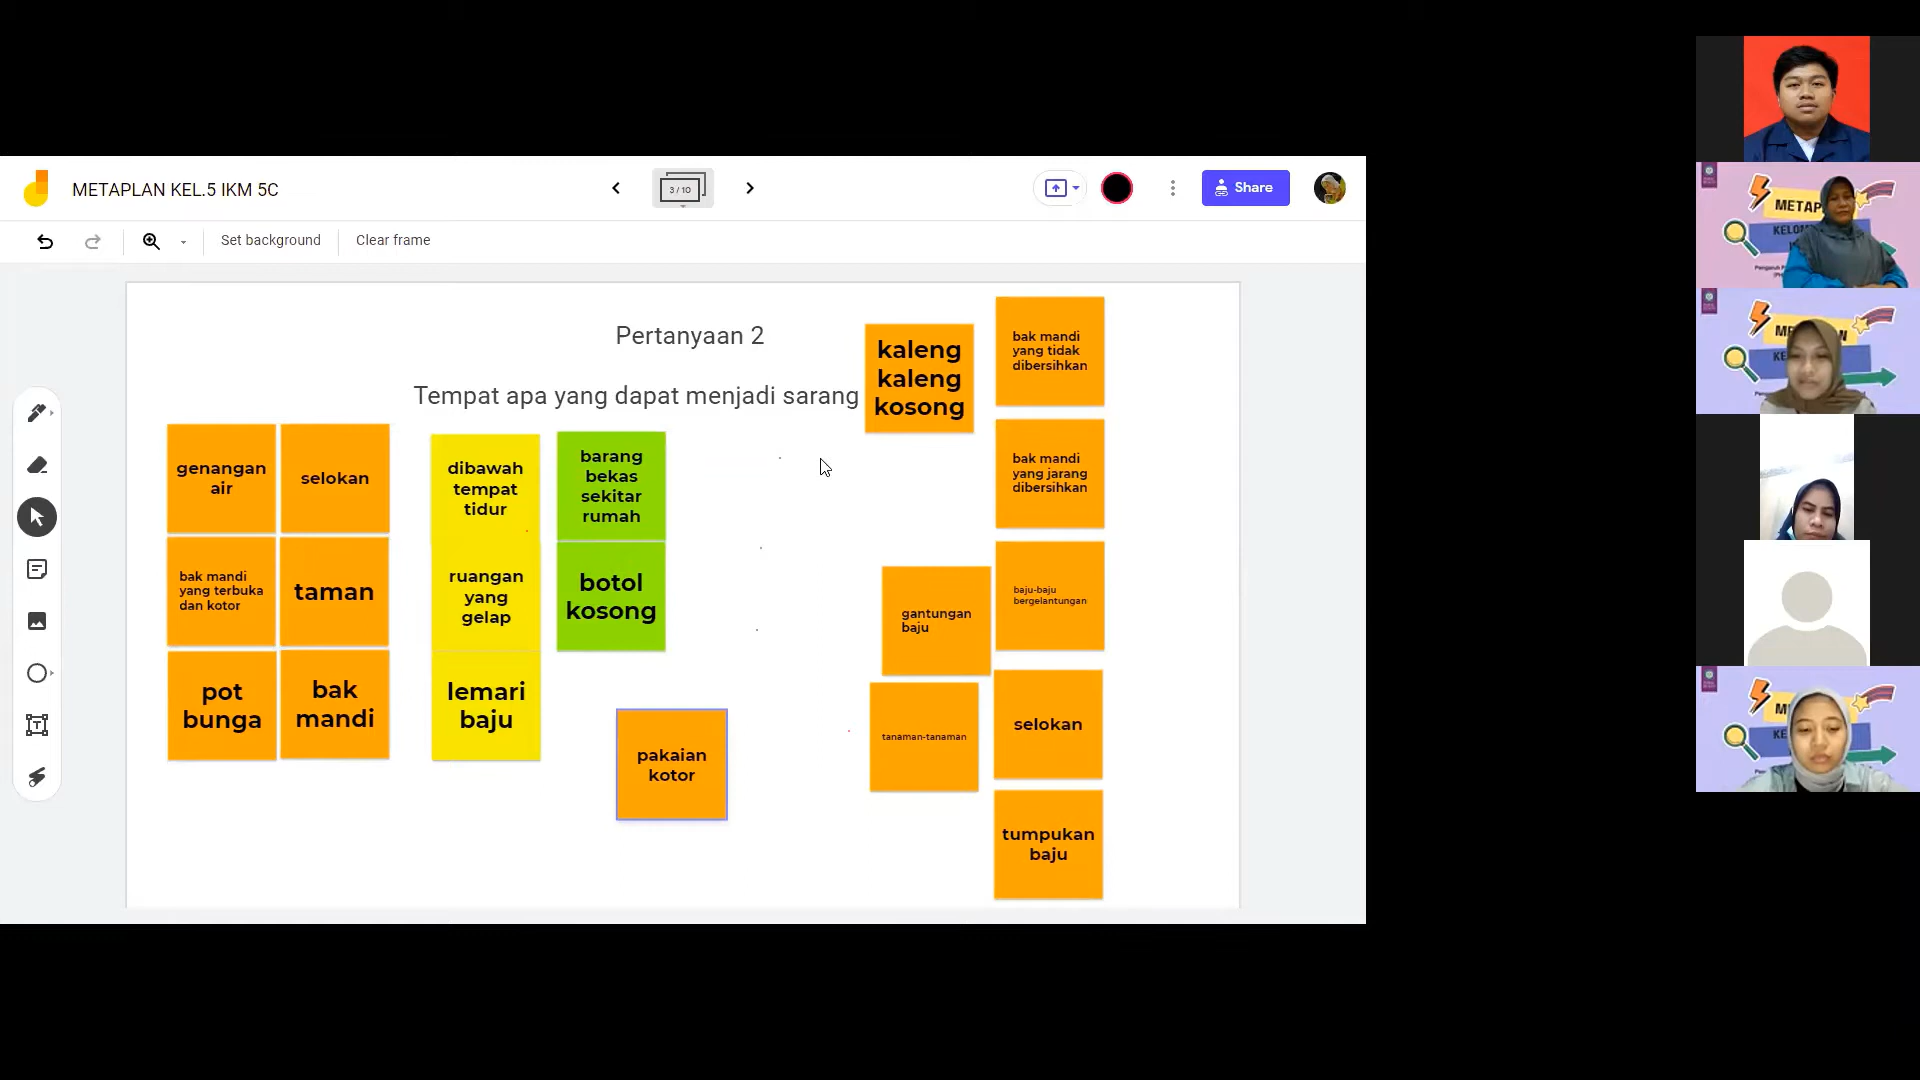 METAPLAN KEL.5 IKM 5C
3 / 10
Share
Set background
Clear frame
Pertanyaan 2
Tempat apa yang dapat menjadi sarang
genangan
air
selokan
bak mandi
yang terbuka
dan kotor
taman
pot
bunga
bak
mandi
dibawah
tempat
tidur
ruangan
yang
gelap
lemari
baju
barang
bekas
sekitar
rumah
botol
kosong
pakaian
kotor
kaleng
kaleng
kosong
bak mandi
yang tidak
dibersihkan
bak mandi
yang jarang
dibersihkan
gantungan
baju
baju-baju
bergelantungan
tanaman-tanaman
selokan
tumpukan
baju
METAP
KELOM